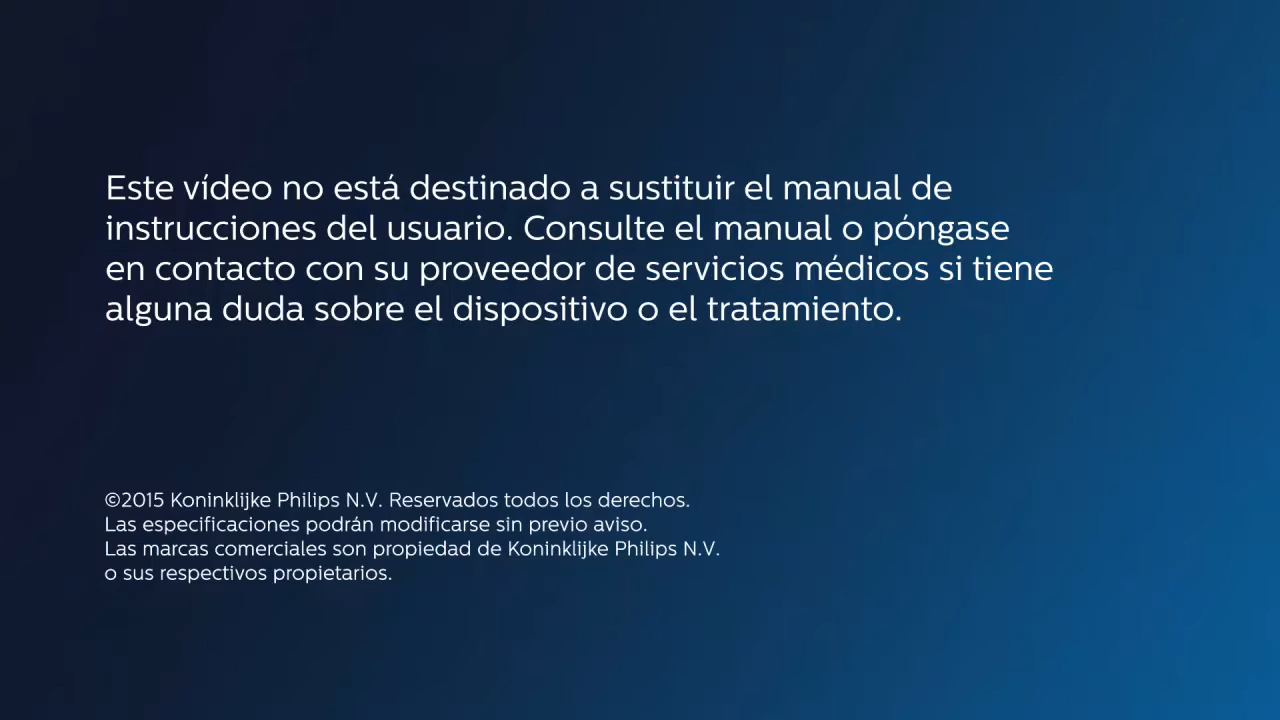 Este vídeo no está destinado a sustituir el manual de
instrucciones del usuario. Consulte el manual o póngase
en contacto con su proveedor de servicios médicos si tiene
alguna duda sobre el dispositivo o el tratamiento.
©2015 Koninklijke Philips N.V. Reservados todos los derechos.
Las especificaciones podrán modificarse sin previo aviso.
Las marcas comerciales son propiedad de Koninklijke Philips N.V.
o sus respectivos propietarios.